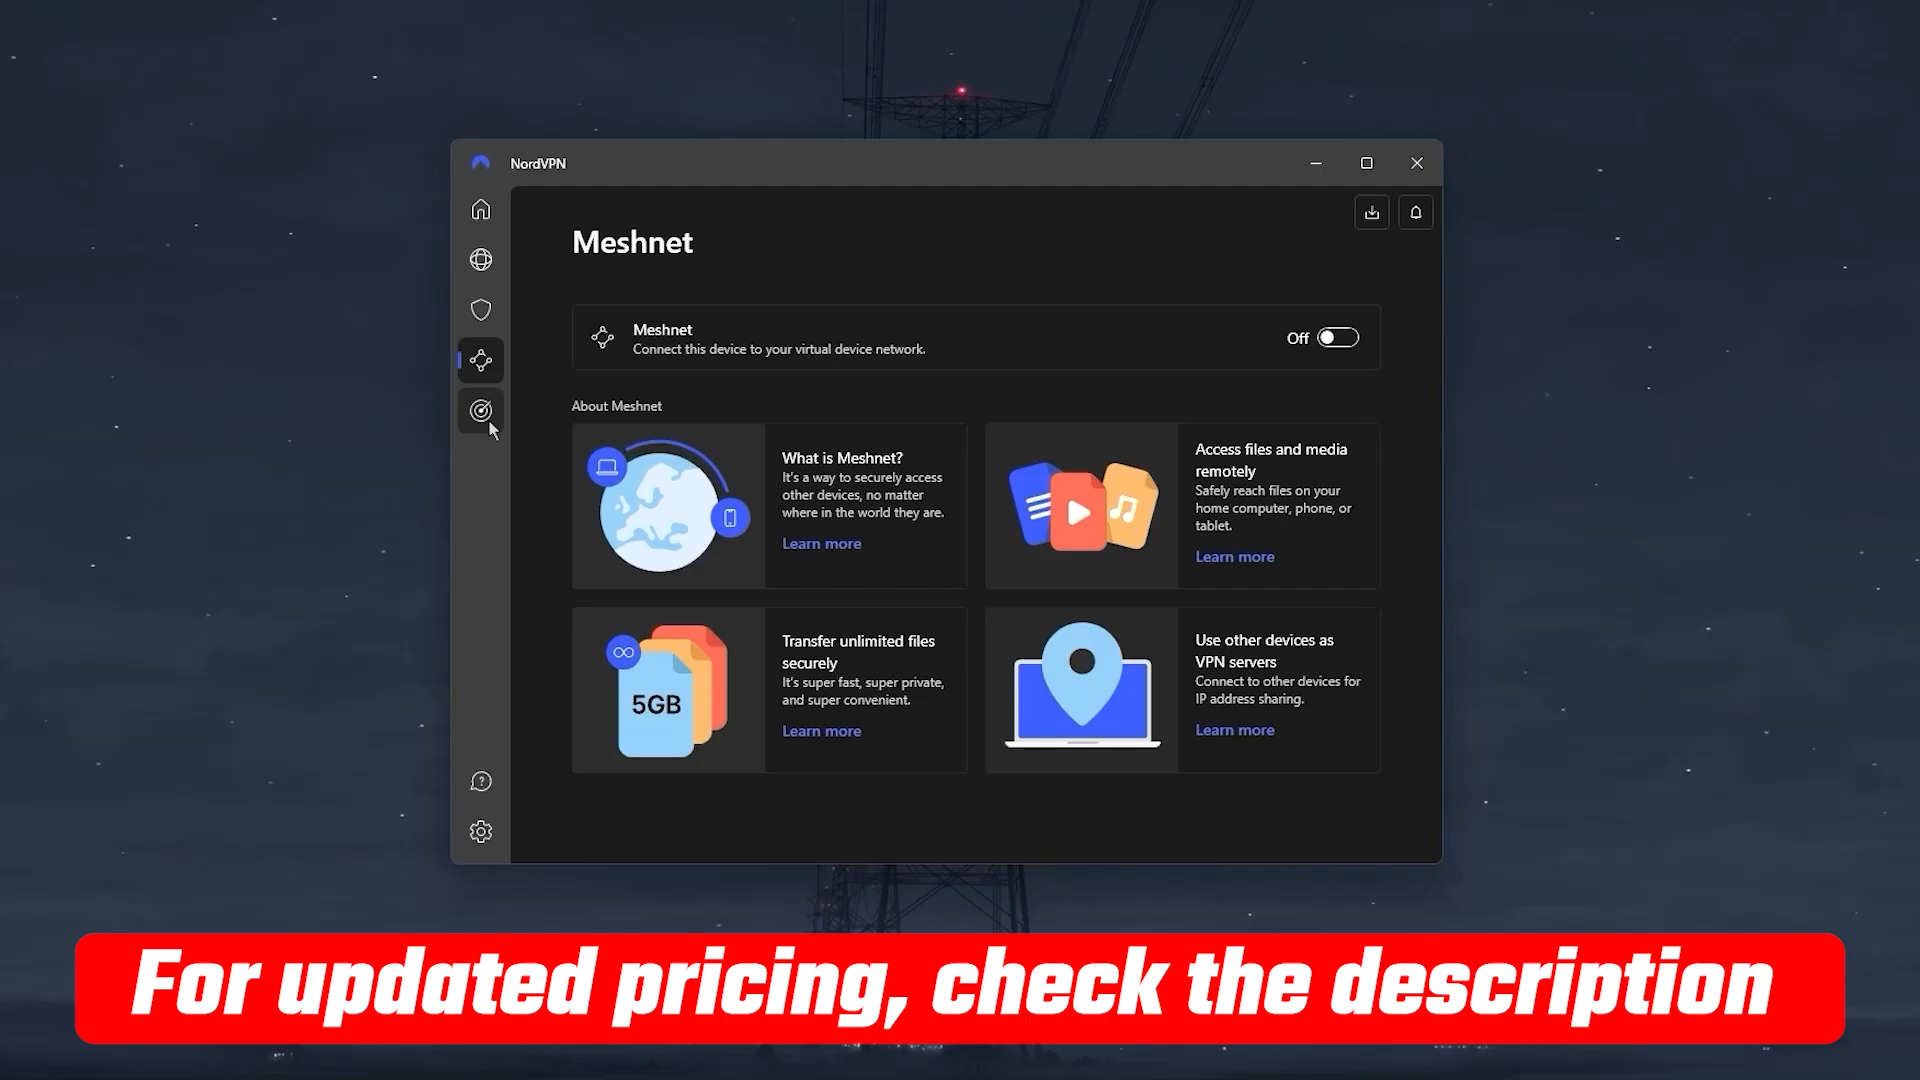 NordVPN
Meshnet
Meshnet
Connect this device to your virtual device network.
Off
About Meshnet
What is Meshnet?
It's a way to securely access
other devices, no matter
where in the world they are.
Learn more
Access files and media
remotely
Safely reach files on your
home computer, phone, or
tablet.
Learn more
5GB
Transfer unlimited files
securely
It's super fast, super private,
and super convenient.
Learn more
Use other devices as
VPN servers
Connect to other devices for
IP address sharing.
Learn more
For updated pricing, check the description